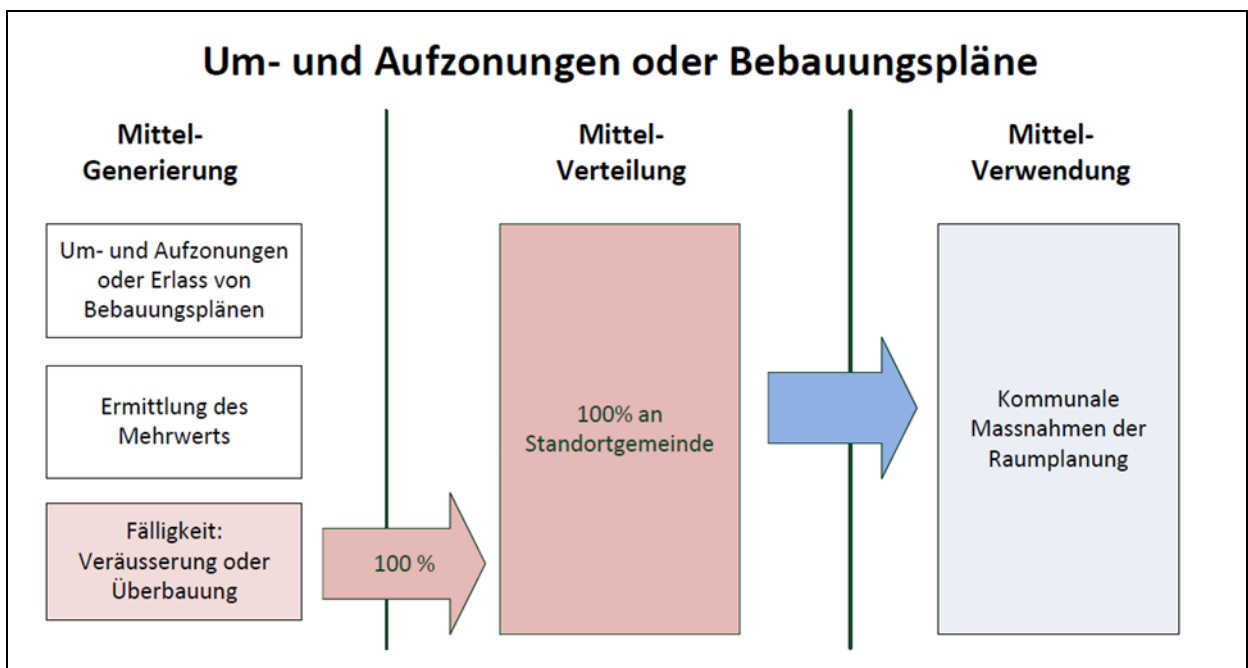 Um- und Aufzonungen oder Bebauungspläne
Mittel-
Generierung
Um- und Aufzonungen
oder Erlass von
Bebauungsplänen
Ermittlung des
Mehrwerts
Fälligkeit:
Veräusserung oder
Überbauung
100 %
Mittel-
Verteilung
100% an
Standortgemeinde
Mittel-
Verwendung
Kommunale
Massnahmen der
Raumplanung